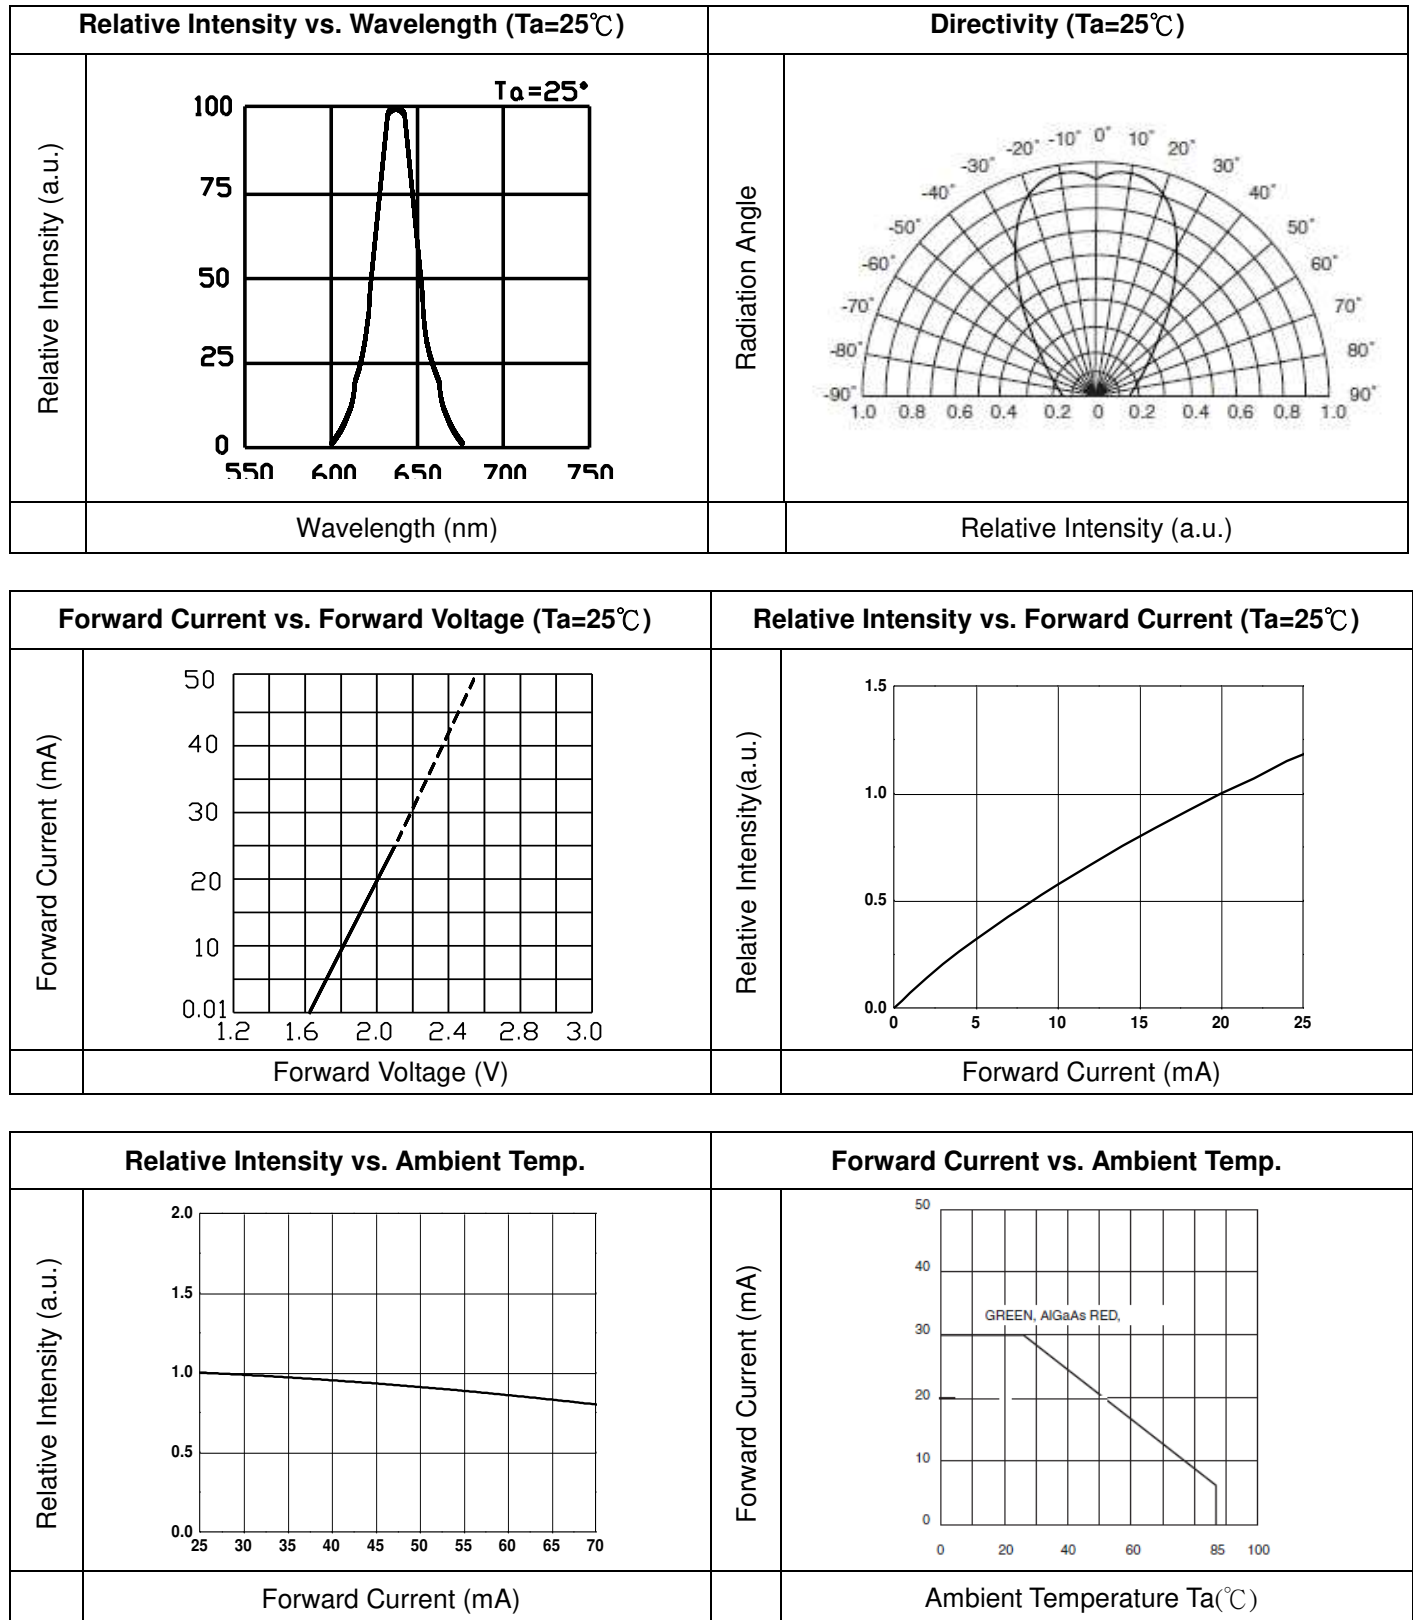 Relative Intensity vs. Wavelength (Ta=25℃)
Directivity (Ta=25℃)
Relative Intensity (a.u.)
Ta=25°
100
75
50
25
0
550 600 650 700 750
Radiation Angle
-90° -80° -70° -60° -50° -40° -30° -20° -10° 0° 10° 20° 30° 40° 50° 60° 70° 80° 90°
1.0 0.8 0.6 0.4 0.2 0 0.2 0.4 0.6 0.8 1.0
Wavelength (nm)
Relative Intensity (a.u.)
Forward Current vs. Forward Voltage (Ta=25℃)
Relative Intensity vs. Forward Current (Ta=25℃)
Forward Current (mA)
50
40
30
20
10
0.01
1.2 1.6 2.0 2.4 2.8 3.0
Relative Intensity(a.u.)
1.5
1.0
0.5
0.0
0 5 10 15 20 25
Forward Voltage (V)
Forward Current (mA)
Relative Intensity vs. Ambient Temp.
Forward Current vs. Ambient Temp.
Relative Intensity (a.u.)
2.0
1.5
1.0
0.5
0.0
25 30 35 40 45 50 55 60 65 70
Forward Current (mA)
50
40
GREEN, AlGaAs RED,
30
20
10
0
0 20 40 60 85 100
Forward Current (mA)
Ambient Temperature Ta(℃)